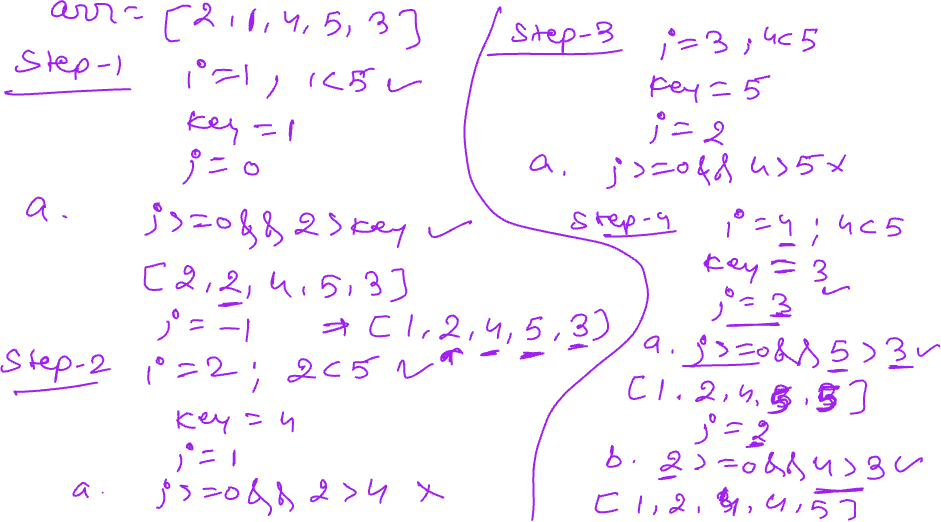 arr = [2,1,4,5,3]
Step-1 i=1, 1<5 ✓
key = 1
j = 0
a. j>=0 && 2>key ✓
[2,2,4,5,3]
j = -1 ⇒ [1,2,4,5,3]
Step-2 i=2; 2<5 ✓
key = 4
j = 1
a. j>=0 && 2>4 ×
Step-3 i=3, 4<5
key = 5
j = 2
a. j>=0 && 4>5 ×
Step-4 i=4; 4<5
key = 3
j = 3 ✓
a. j>=0 && 5>3 ✓
[1,2,4,5,5]
j = 2
b. 2>=0 && 4>3 ✓
[1,2,4,4,5]